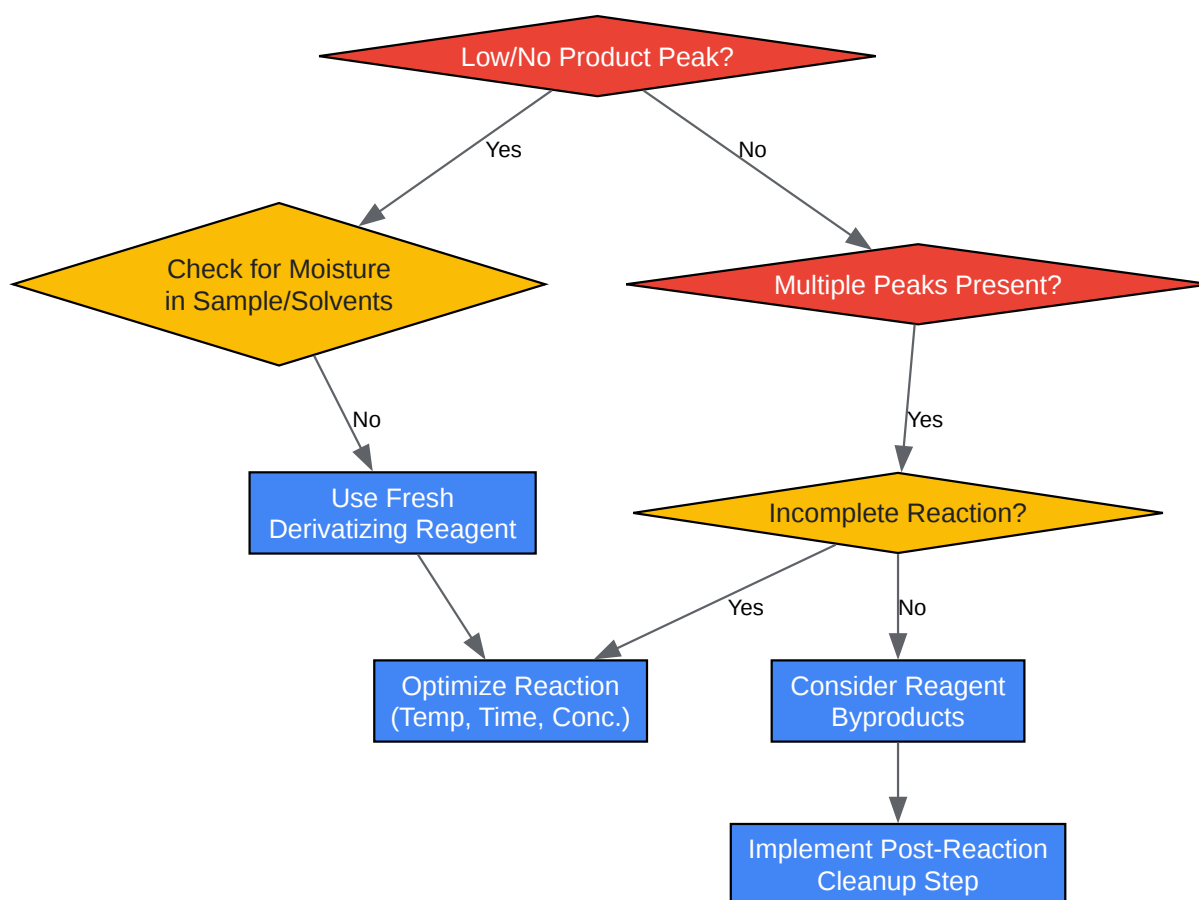 Low/No Product Peak?
Yes
No
Check for Moisture
in Sample/Solvents
Multiple Peaks Present?
No
Yes
Use Fresh
Derivatizing Reagent
Incomplete Reaction?
Yes
No
Optimize Reaction
(Temp, Time, Conc.)
Consider Reagent
Byproducts
Implement Post-Reaction
Cleanup Step